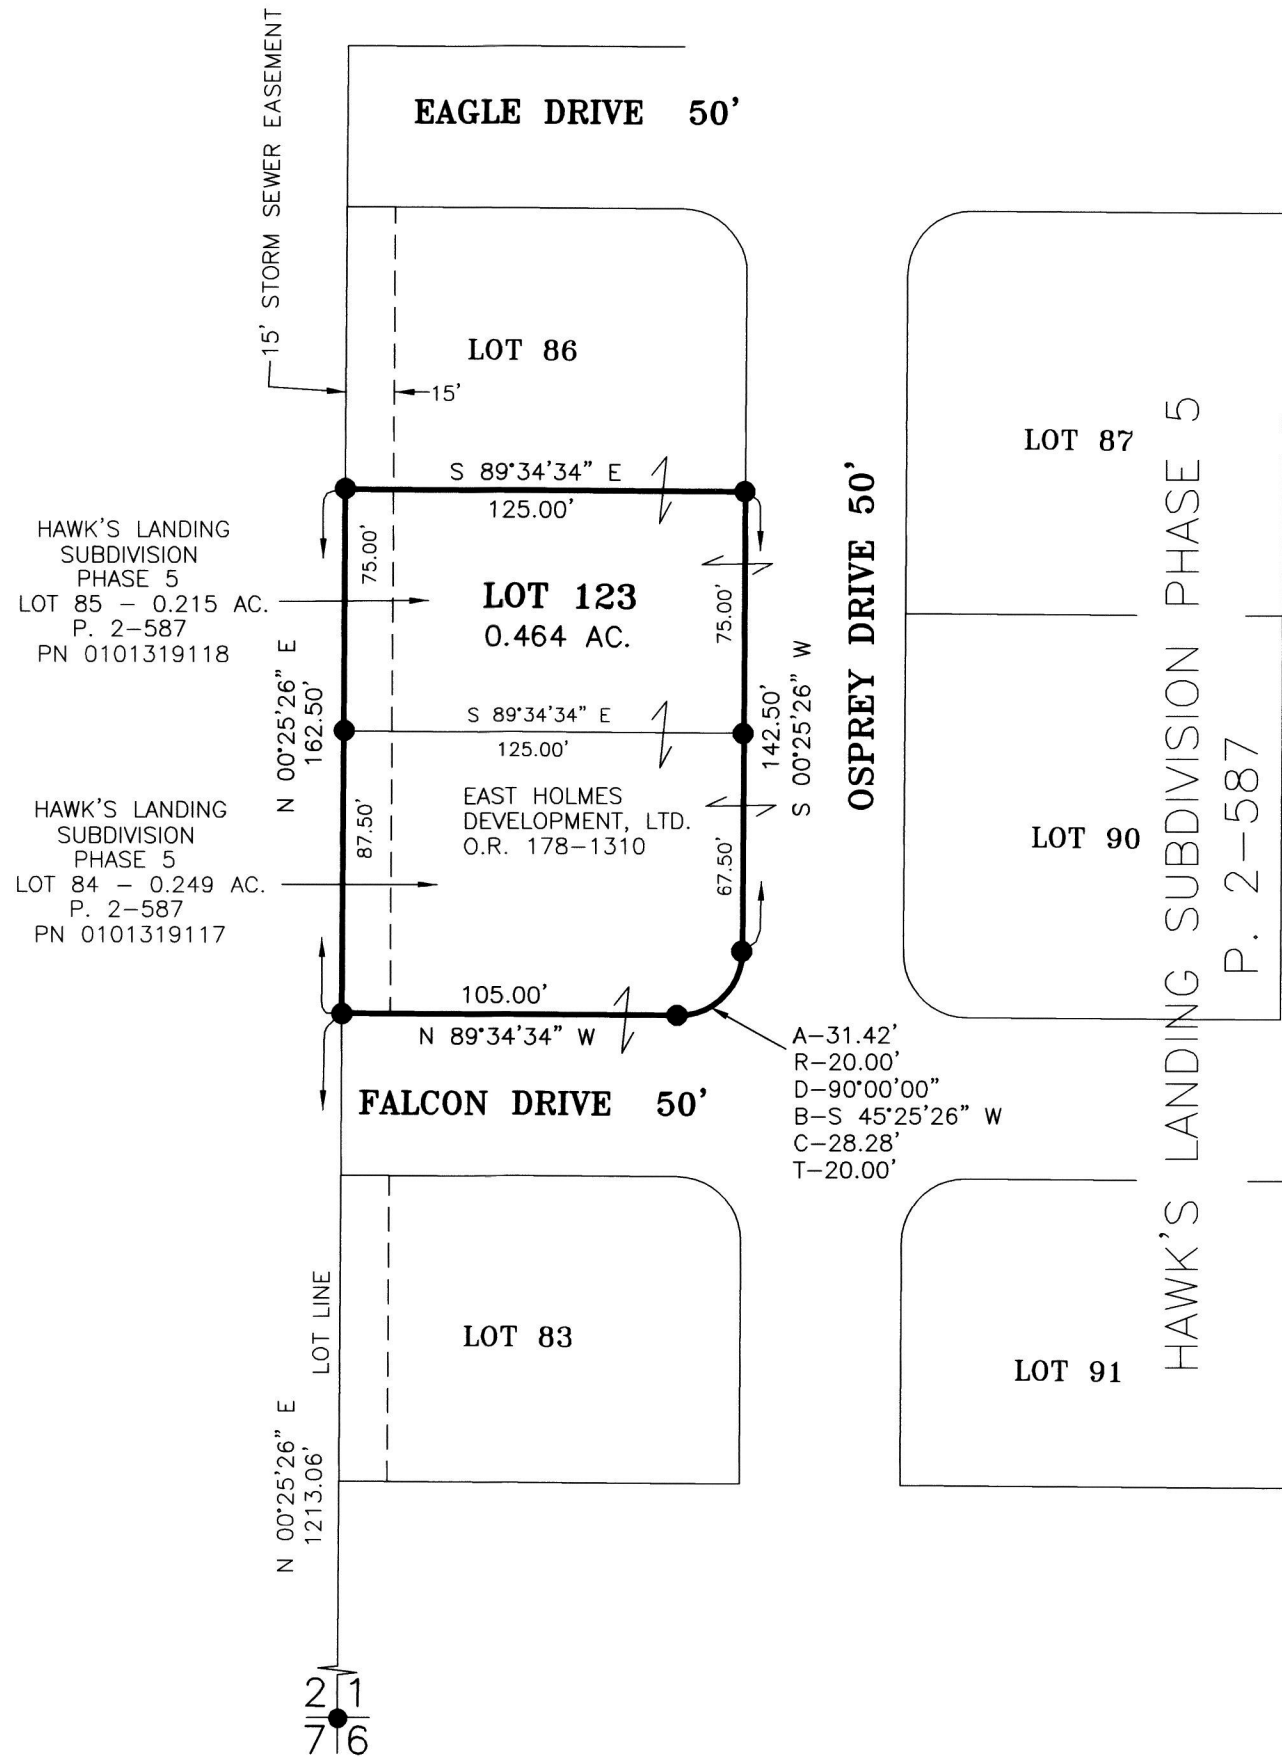 15' STORM SEWER EASEMENT
EAGLE DRIVE 50'
LOT 86
15'
LOT 87
S 89°34'34" E
125.00'
HAWK'S LANDING
SUBDIVISION
PHASE 5
LOT 85 - 0.215 AC.
P. 2-587
PN 0101319118
75.00'
LOT 123
0.464 AC.
75.00'
N 00°25'26" E
162.50'
S 89°34'34" E
125.00'
142.50'
S 00°25'26" W
OSPREY DRIVE 50'
HAWK'S LANDING SUBDIVISION PHASE 5
P. 2-587
HAWK'S LANDING
SUBDIVISION
PHASE 5
LOT 84 - 0.249 AC.
P. 2-587
PN 0101319117
87.50'
EAST HOLMES
DEVELOPMENT, LTD.
O.R. 178-1310
67.50'
LOT 90
105.00'
N 89°34'34" W
A-31.42'
R-20.00'
D-90°00'00"
B-S 45°25'26" W
C-28.28'
T-20.00'
FALCON DRIVE 50'
LOT LINE
LOT 83
LOT 91
N 00°25'26" E
1213.06'
2 1
7 6